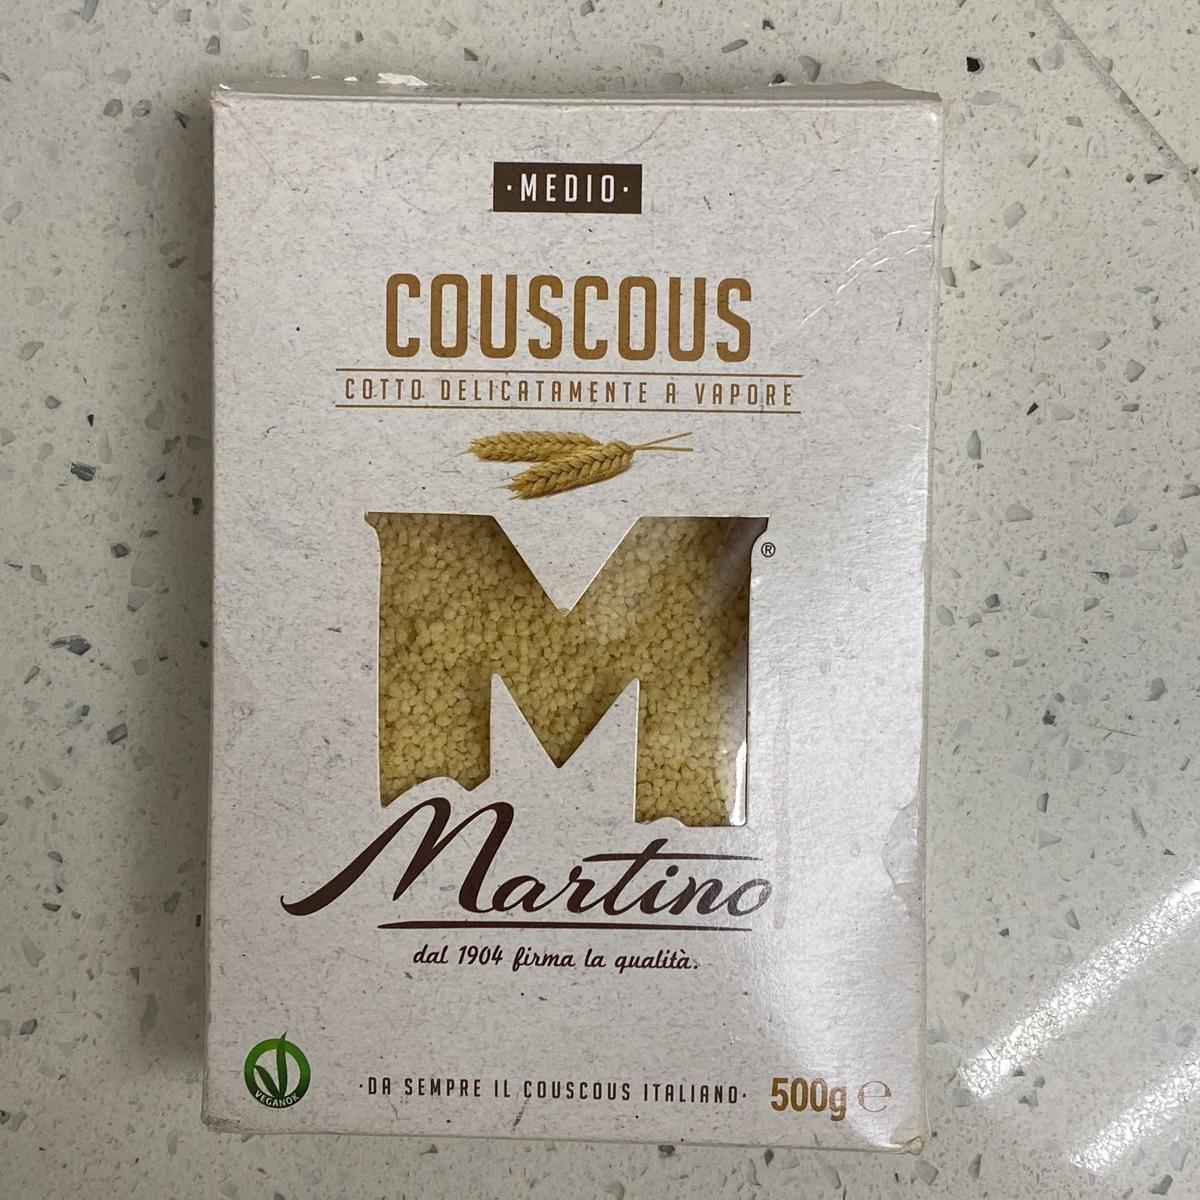 ·MEDIO·
COUSCOUS
COTTO DELICATAMENTE A VAPORE
M
®
Martino
dal 1904 firma la qualità.
VEGANOK
·DA SEMPRE IL COUSCOUS ITALIANO·
500g ℮